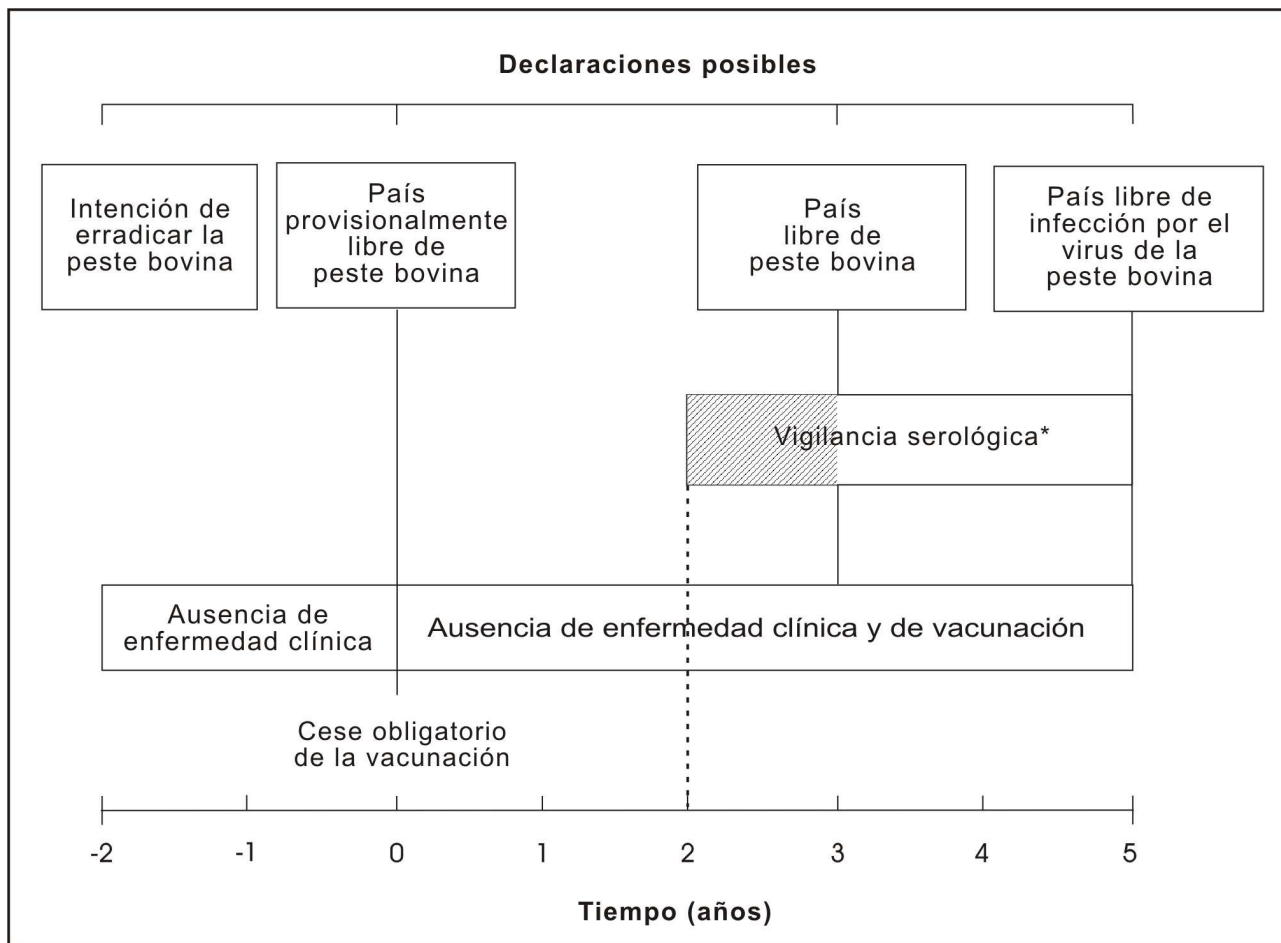 Declaraciones posibles
Intención de
erradicar la
peste bovina
País
provisionalmente
libre de
peste bovina
País
libre de
peste bovina
País libre de
infección por el
virus de la
peste bovina
Vigilancia serológica*
Ausencia de
enfermedad clínica
Ausencia de enfermedad clínica y de vacunación
Cese obligatorio
de la vacunación
-2 -1 0 1 2 3 4 5
Tiempo (años)